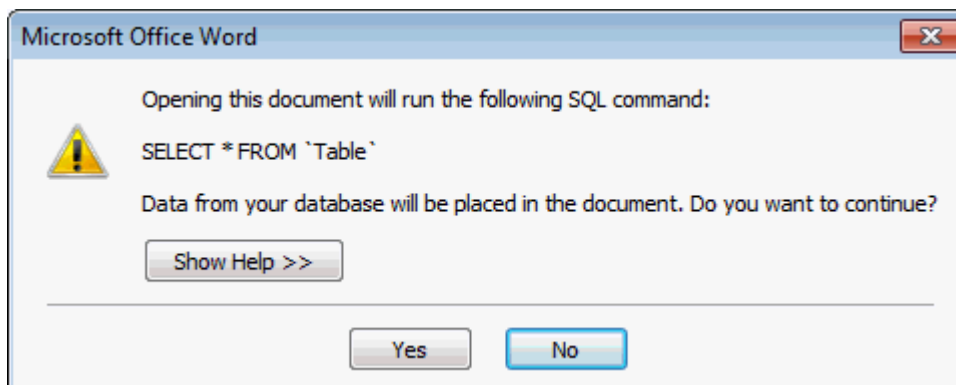 Microsoft Office Word
Opening this document will run the following SQL command:
SELECT * FROM `Table`
Data from your database will be placed in the document. Do you want to continue?
Show Help >>
Yes
No